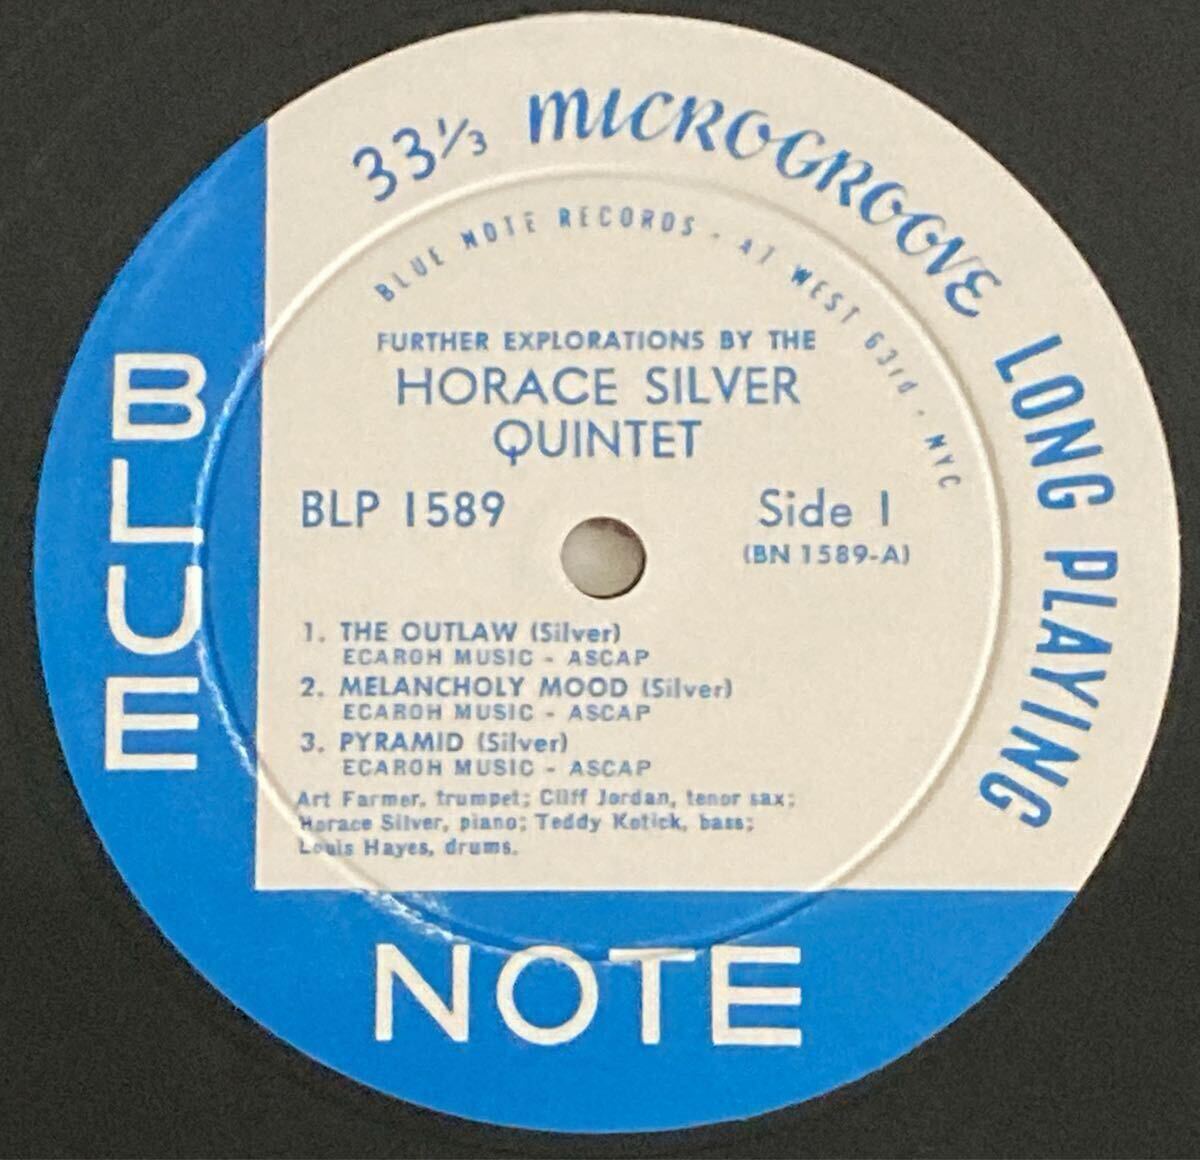 33⅓ MICROGROOVE LONG PLAYING
BLUE NOTE RECORDS · 47 WEST 63rd · NYC
FURTHER EXPLORATIONS BY THE
HORACE SILVER
QUINTET
BLP 1589
Side 1
(BN 1589-A)
1. THE OUTLAW (Silver)
ECAROH MUSIC - ASCAP
2. MELANCHOLY MOOD (Silver)
ECAROH MUSIC - ASCAP
3. PYRAMID (Silver)
ECAROH MUSIC - ASCAP
Art Farmer, trumpet; Cliff Jordan, tenor sax;
Horace Silver, piano; Teddy Kotick, bass;
Louis Hayes, drums.
BLUE
NOTE